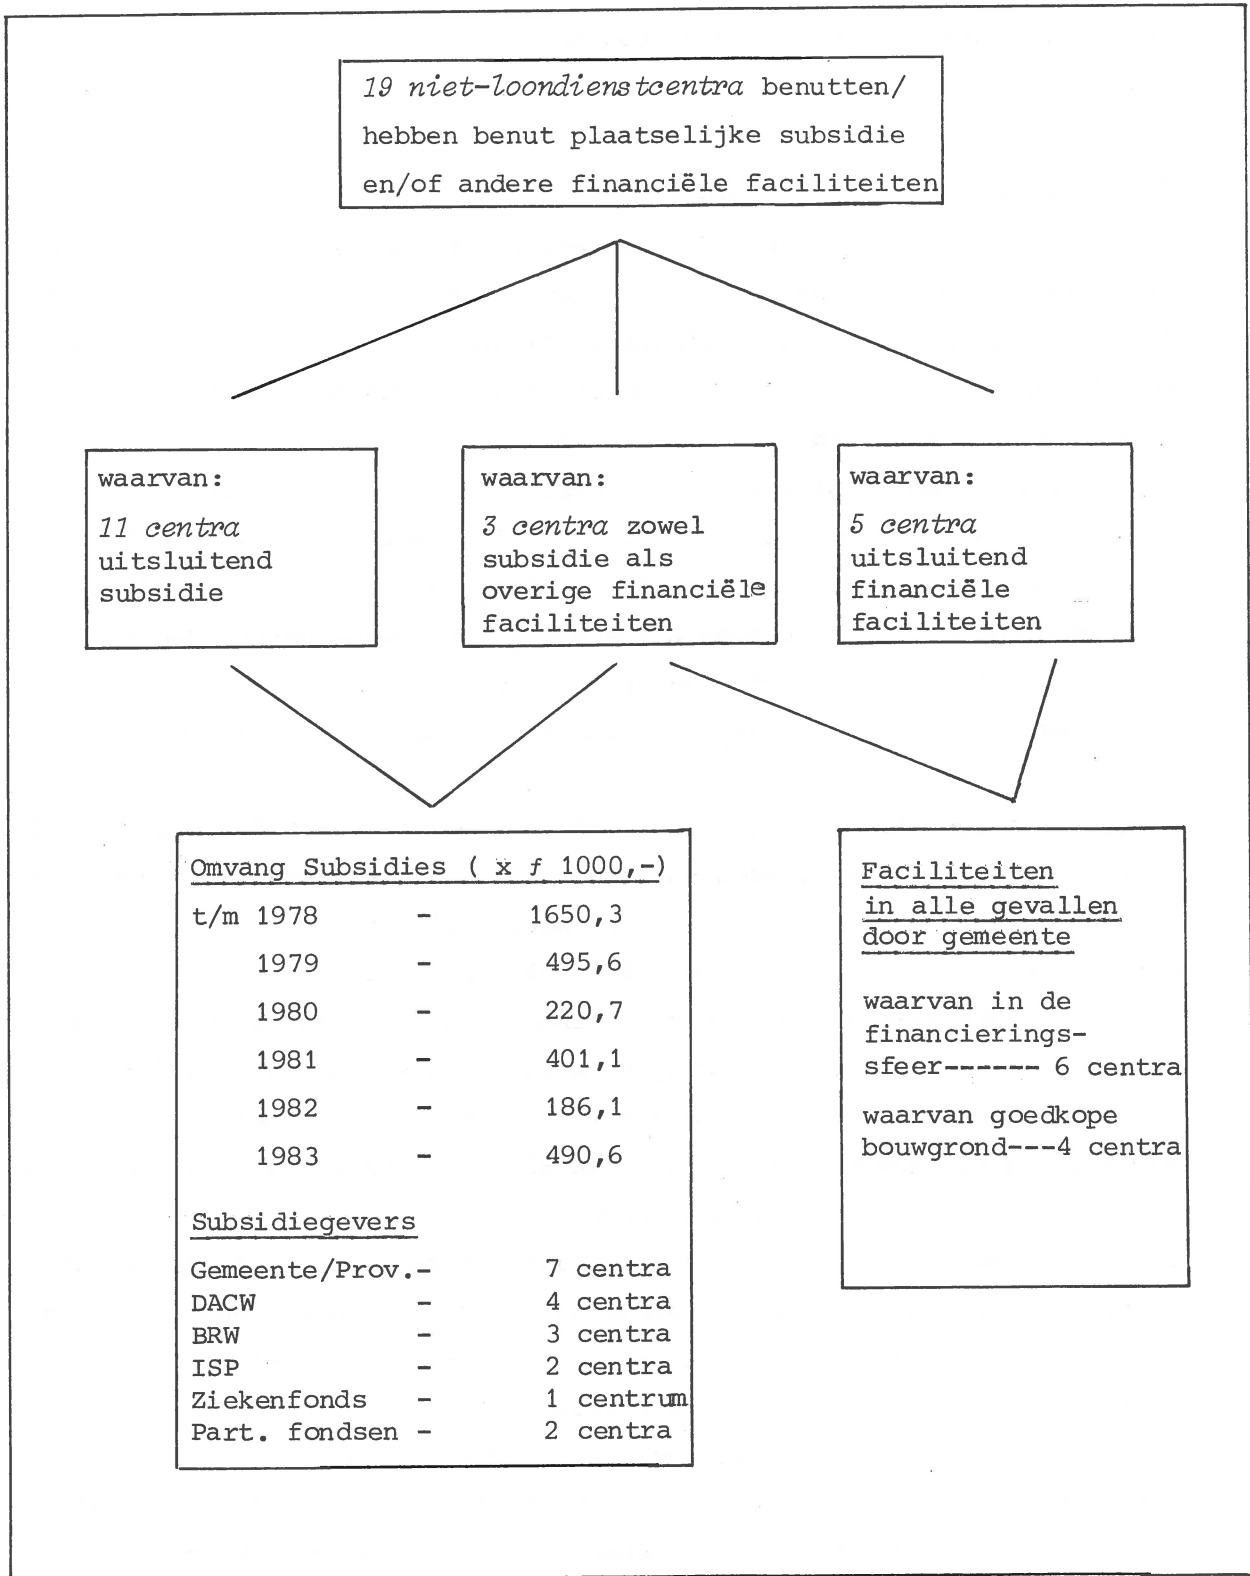 19 niet-loondienstcentra benutten/
hebben benut plaatselijke subsidie
en/of andere financiële faciliteiten
waarvan:
11 centra
uitsluitend
subsidie
waarvan:
3 centra zowel
subsidie als
overige financiële
faciliteiten
waarvan:
5 centra
uitsluitend
financiële
faciliteiten
Omvang Subsidies ( x f 1000,-)
t/m 1978 - 1650,3
1979 - 495,6
1980 - 220,7
1981 - 401,1
1982 - 186,1
1983 - 490,6
Subsidiegevers
Gemeente/Prov.- 7 centra
DACW - 4 centra
BRW - 3 centra
ISP - 2 centra
Ziekenfonds - 1 centrum
Part. fondsen - 2 centra
Faciliteiten
in alle gevallen
door gemeente
waarvan in de
financierings-
sfeer------ 6 centra
waarvan goedkope
bouwgrond---4 centra